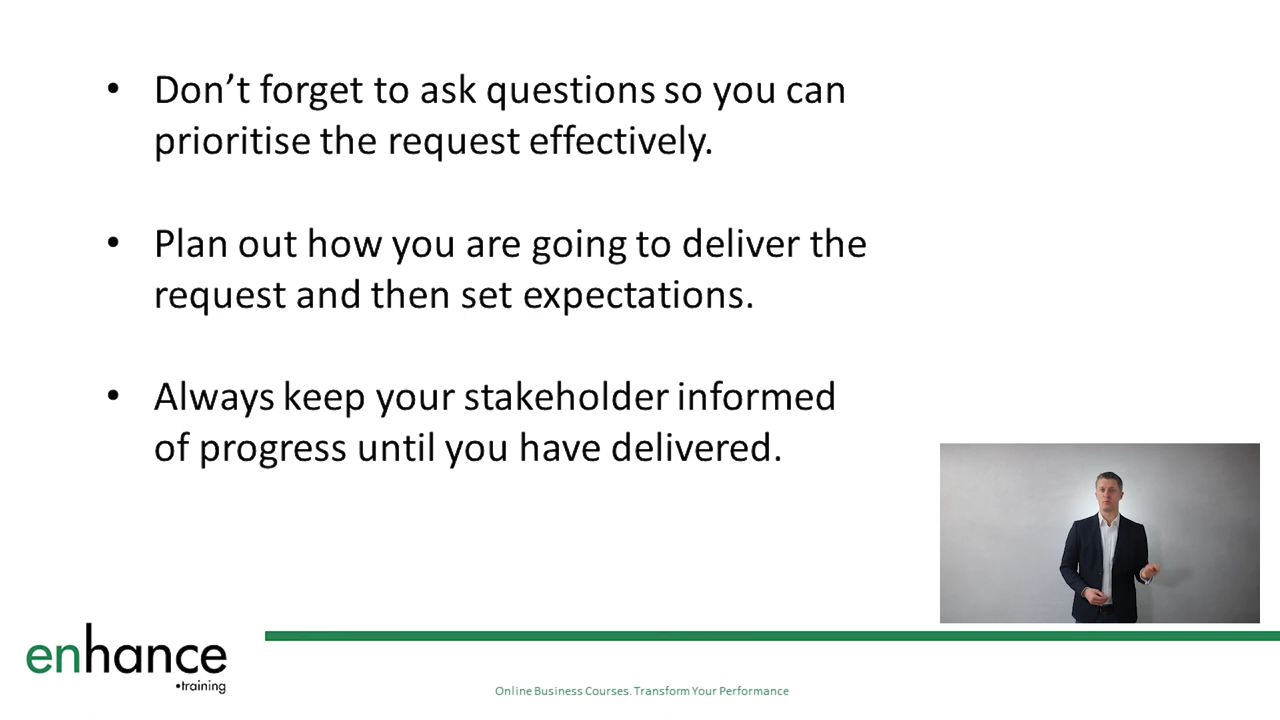 • Don’t forget to ask questions so you can
prioritise the request effectively.
• Plan out how you are going to deliver the
request and then set expectations.
• Always keep your stakeholder informed
of progress until you have delivered.
enhance
•training
Online Business Courses. Transform Your Performance